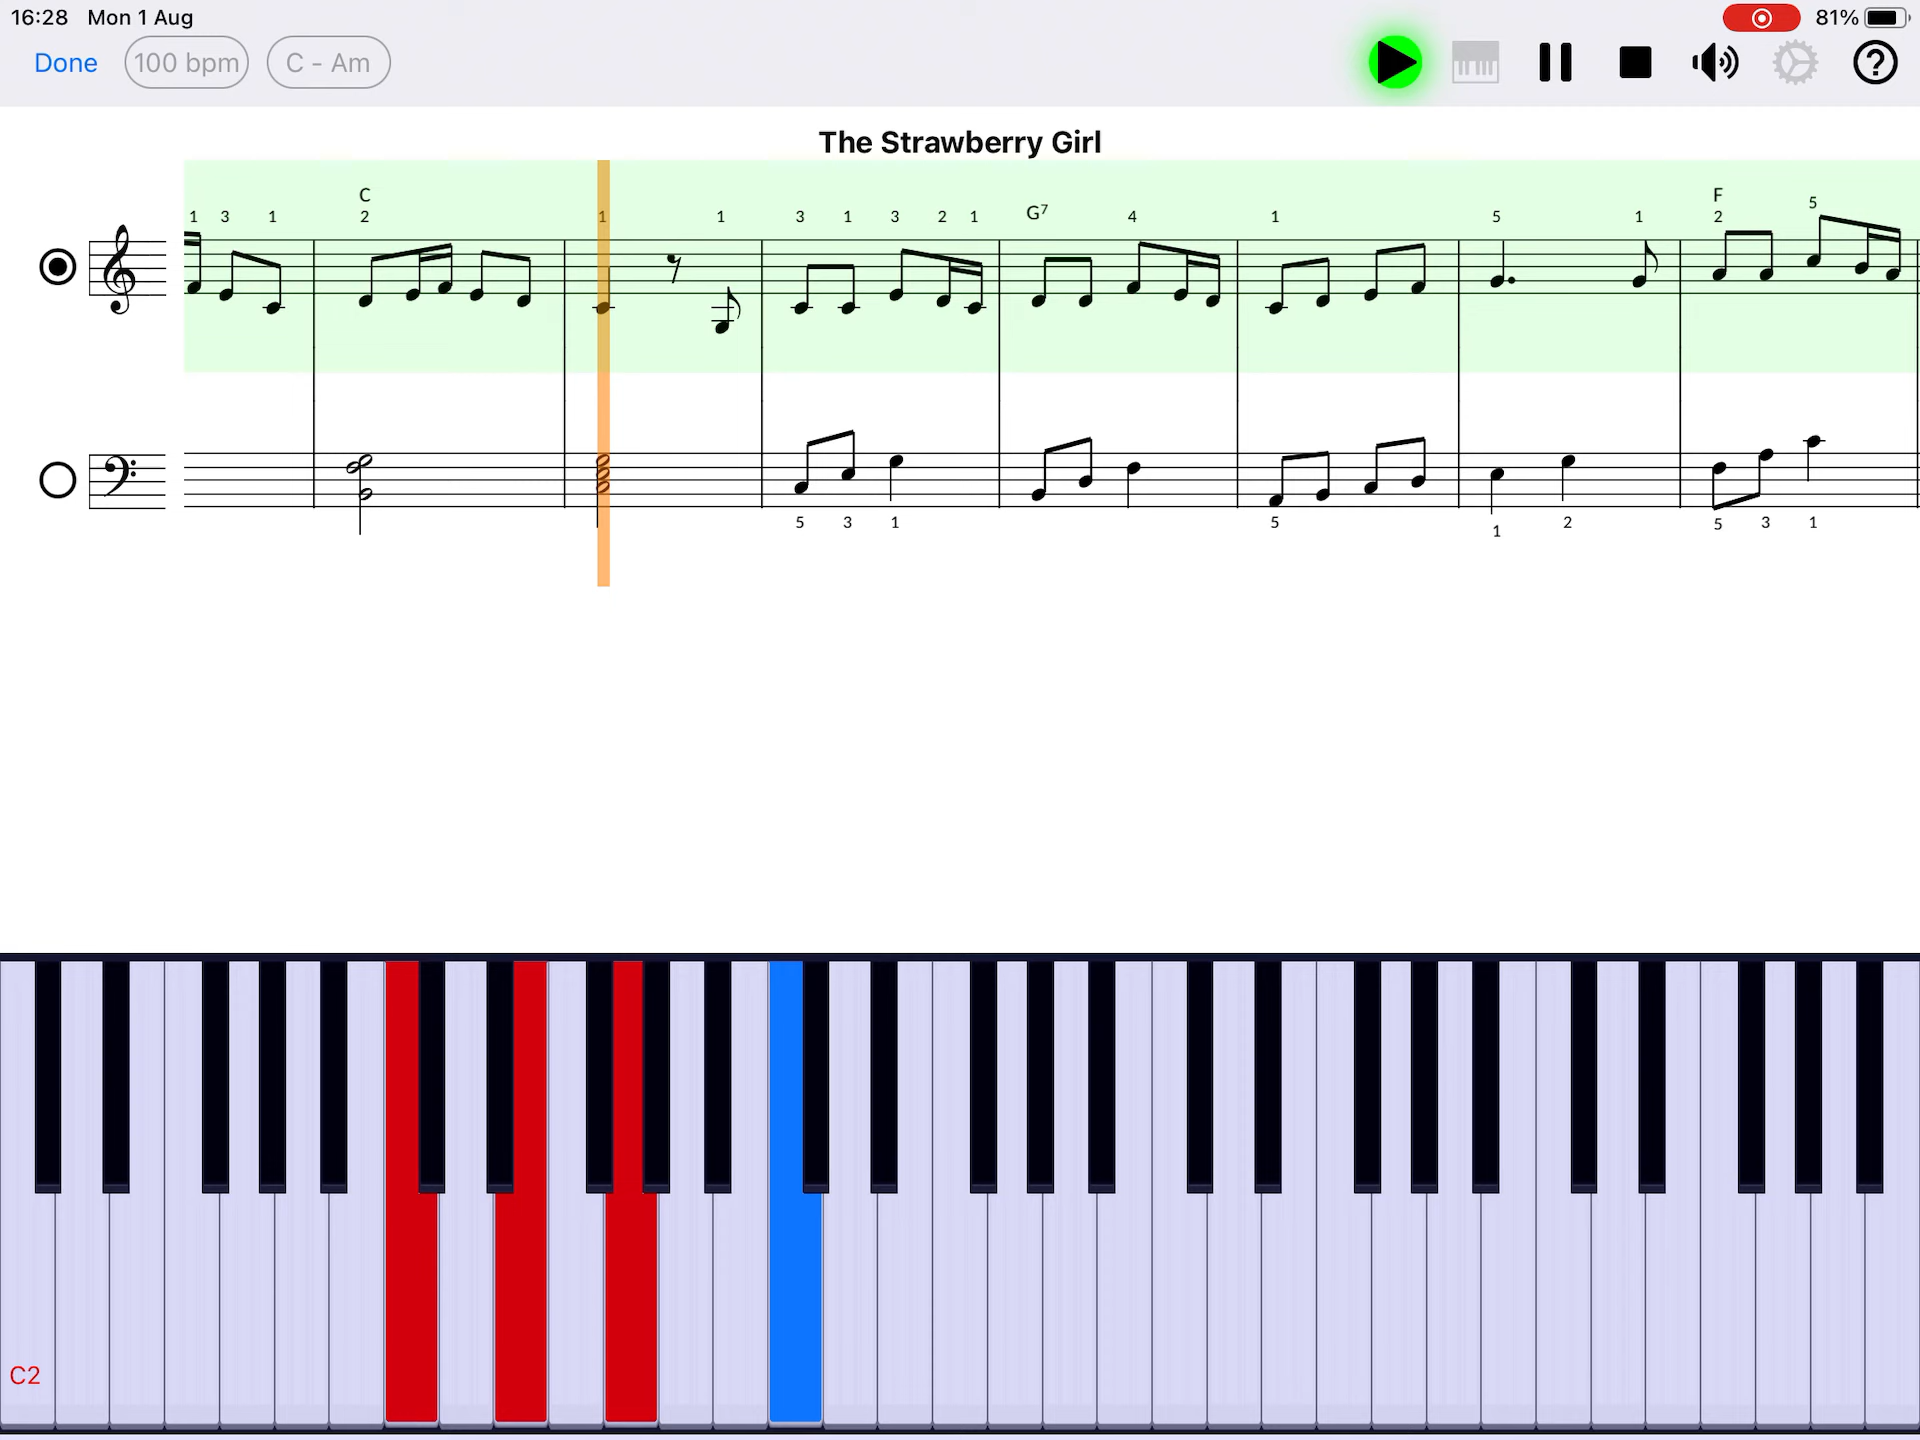 16:28 Mon 1 Aug 81%
Done 100 bpm C - Am
The Strawberry Girl
C G7 F
1 3 1 2 1 1 3 1 3 2 1 4 1 5 1 2 5
5 3 1 5 1 2 5 3 1
C2